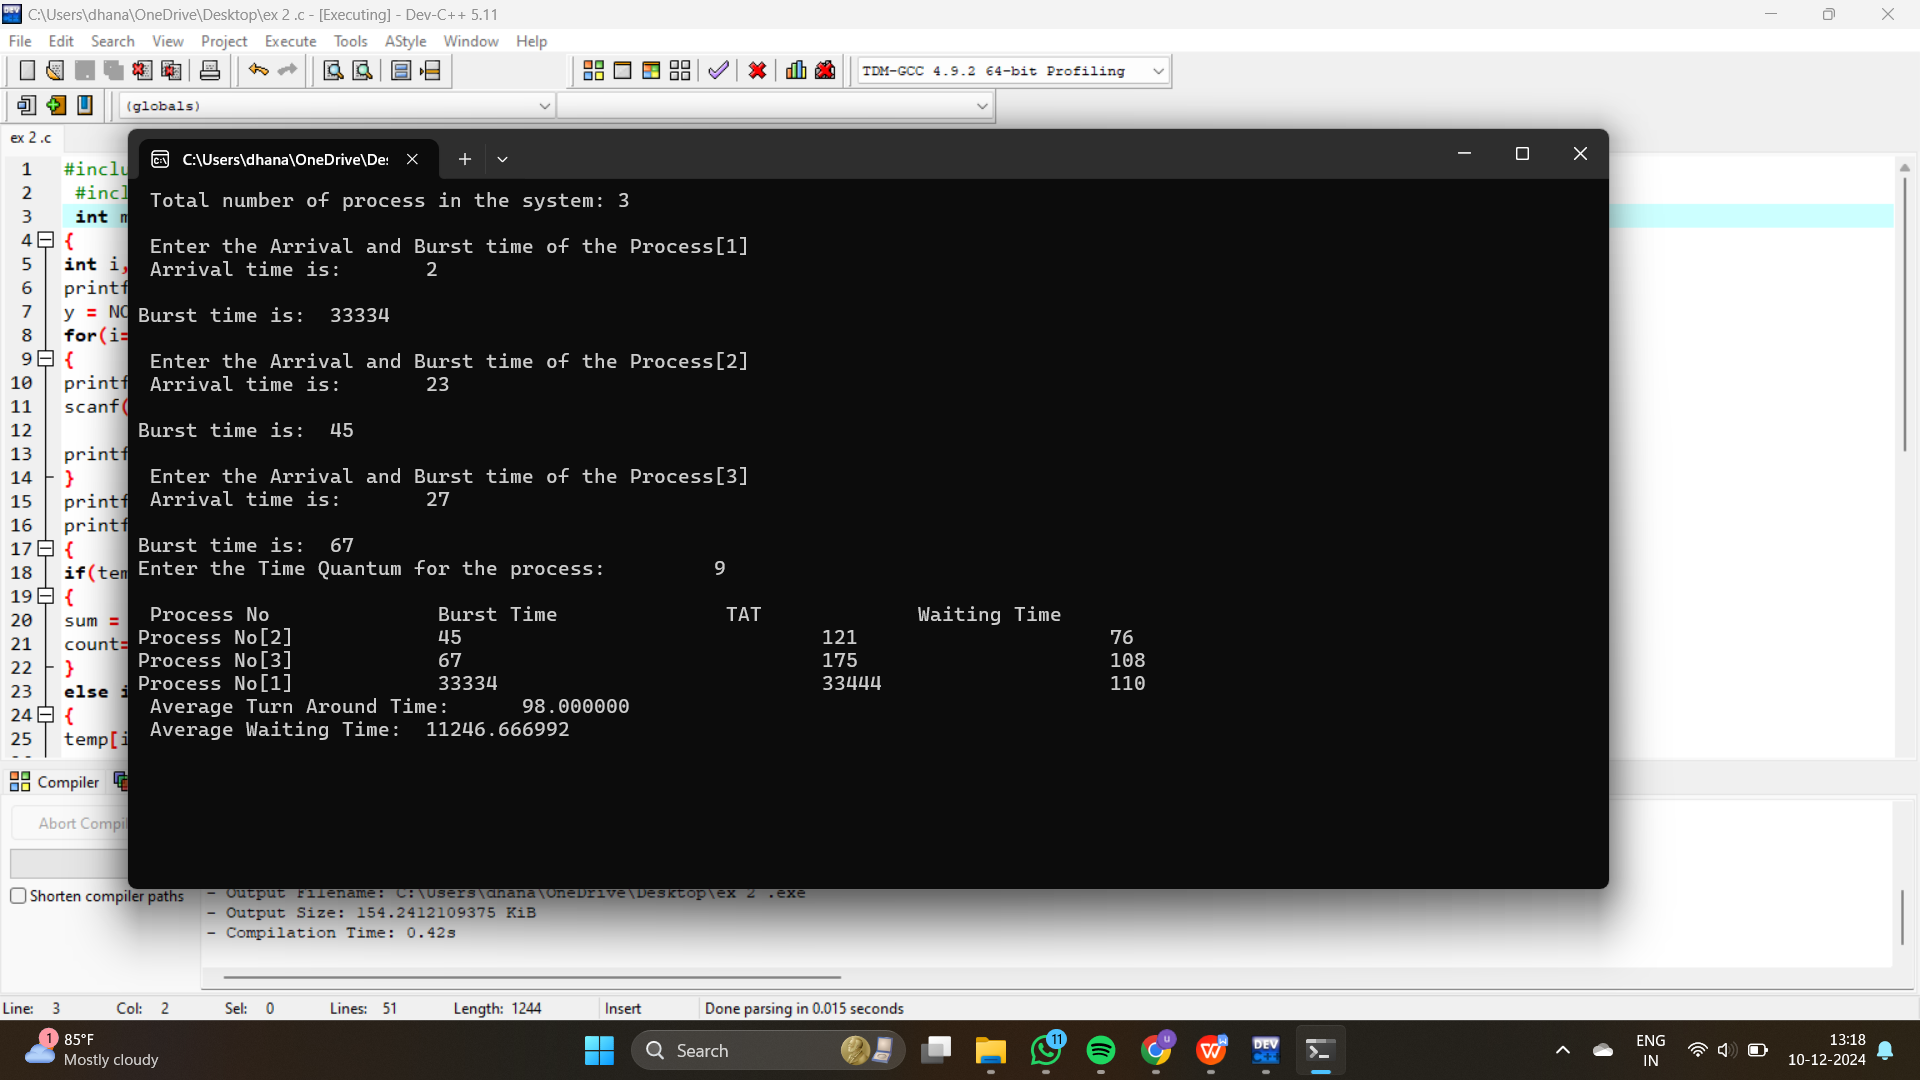 C:\Users\dhana\OneDrive\Desktop\ex 2 .c - [Executing] - Dev-C++ 5.11
File Edit Search View Project Execute Tools AStyle Window Help
TDM-GCC 4.9.2 64-bit Profiling
(globals)
ex 2 .c
C:\Users\dhana\OneDrive\De:
1 #inclu
2 #incl
3 int m
4 {
5 int i,
6 printf
7 y = NO
8 for(i=
9 {
10 printf
11 scanf(
12
13 printf
14 }
15 printf
16 printf
17 {
18 if(tem
19 {
20 sum =
21 count=
22 }
23 else i
24 {
25 temp[i
Total number of process in the system: 3
Enter the Arrival and Burst time of the Process[1]
Arrival time is: 2
Burst time is: 33334
Enter the Arrival and Burst time of the Process[2]
Arrival time is: 23
Burst time is: 45
Enter the Arrival and Burst time of the Process[3]
Arrival time is: 27
Burst time is: 67
Enter the Time Quantum for the process: 9
Process No Burst Time TAT Waiting Time
Process No[2] 45 121 76
Process No[3] 67 175 108
Process No[1] 33334 33444 110
Average Turn Around Time: 98.000000
Average Waiting Time: 11246.666992
Compiler
Abort Compil
Shorten compiler paths
- Output Filename: C:\Users\dhana\OneDrive\Desktop\ex 2 .exe
- Output Size: 154.2412109375 KiB
- Compilation Time: 0.42s
Line: 3 Col: 2 Sel: 0 Lines: 51 Length: 1244 Insert Done parsing in 0.015 seconds
1
85°F
Mostly cloudy
Search
11
u
W
DEV
C++
ENG
IN
13:18
10-12-2024